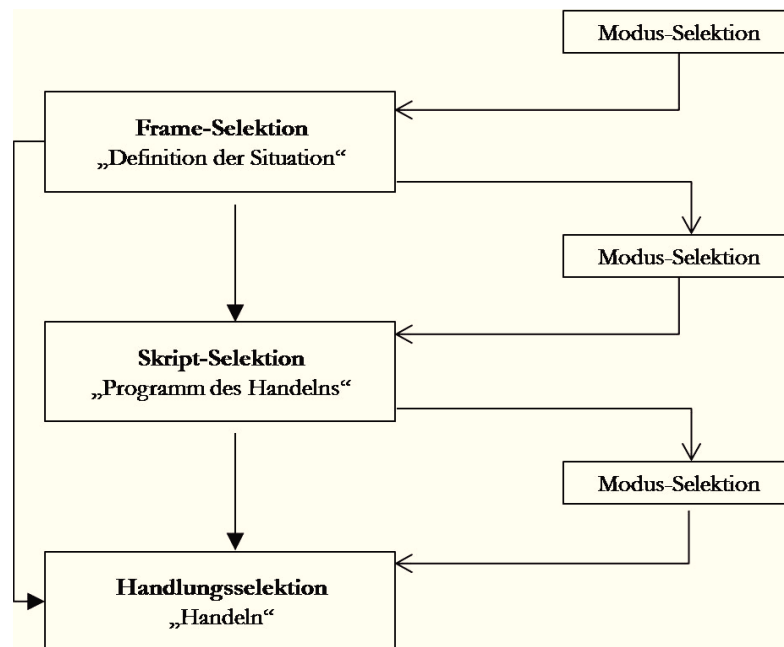 Modus-Selektion
Frame-Selektion
„Definition der Situation“
Modus-Selektion
Skript-Selektion
„Programm des Handelns“
Modus-Selektion
Handlungsselektion
„Handeln“